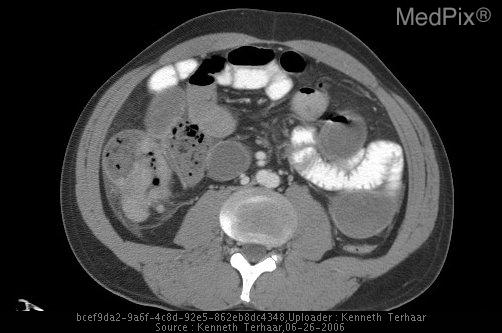 MedPix®
bcef9da2-9a6f-4c8d-92e5-862eb8dc4348,Uploader: Kenneth Terhaar
Source: Kenneth Terhaar,06-26-2006